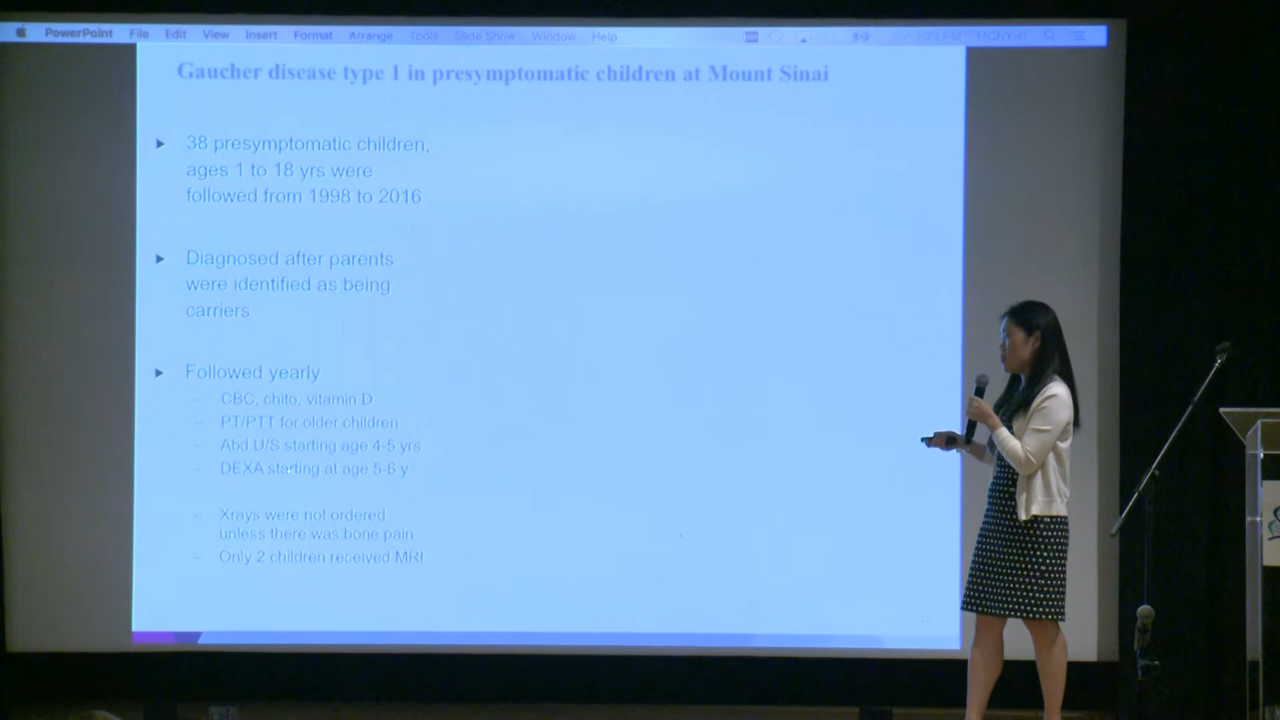 PowerPoint File Edit View Insert Format Arrange Tools Slide Show Window Help
Gaucher disease type 1 in presymptomatic children at Mount Sinai
38 presymptomatic children,
ages 1 to 18 yrs were
followed from 1998 to 2016
Diagnosed after parents
were identified as being
carriers
Followed yearly
– CBC, chito, vitamin D
– PT/PTT for older children
– Abd U/S starting age 4-5 yrs
– DEXA starting at age 5-6 y
– Xrays were not ordered
unless there was bone pain
– Only 2 children received MRI